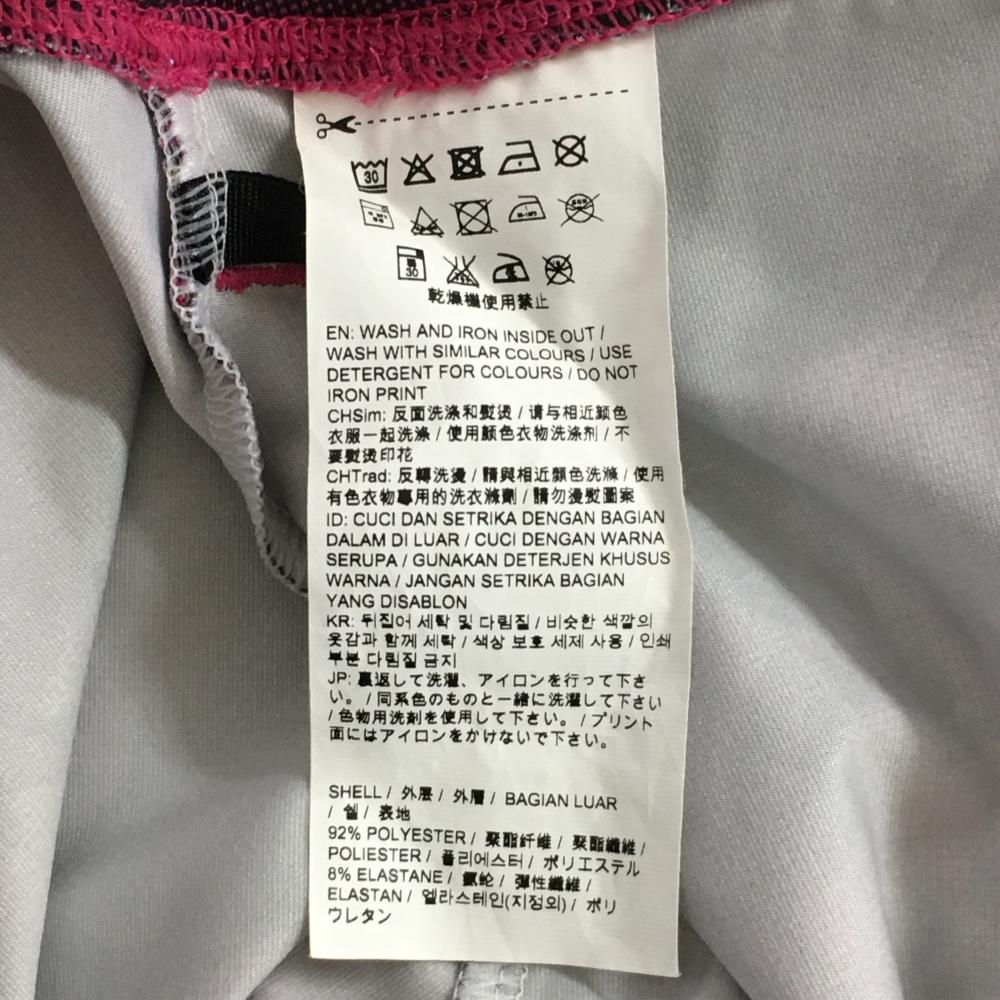 30
30
乾燥機使用禁止
EN: WASH AND IRON INSIDE OUT /
WASH WITH SIMILAR COLOURS / USE
DETERGENT FOR COLOURS / DO NOT
IRON PRINT
CHSim: 反面洗涤和熨烫 / 请与相近颜色
衣服一起洗涤 / 使用颜色衣物洗涤剂 / 不
要熨烫印花
CHTrad: 反轉洗燙 / 請與相近顏色洗滌 / 使用
有色衣物專用的洗衣滌劑 / 請勿燙熨圖案
ID: CUCI DAN SETRIKA DENGAN BAGIAN
DALAM DI LUAR / CUCI DENGAN WARNA
SERUPA / GUNAKAN DETERJEN KHUSUS
WARNA / JANGAN SETRIKA BAGIAN
YANG DISABLON
KR: 뒤집어 세탁 및 다림질 / 비슷한 색깔의
옷감과 함께 세탁 / 색상 보호 세제 사용 / 인쇄
부분 다림질 금지
JP: 裏返して洗濯、アイロンを行って下さ
い。 / 同系色のものと一緒に洗濯して下さい
/ 色物用洗剤を使用して下さい。 / プリント
面にはアイロンをかけないで下さい。
SHELL / 外层 / 外層 / BAGIAN LUAR
/ 쉘 / 表地
92% POLYESTER / 聚酯纤维 / 聚酯纖維 /
POLIESTER / 폴리에스터 / ポリエステル
8% ELASTANE / 氨纶 / 彈性纖維 /
ELASTAN / 엘라스테인(지정외) / ポリ
ウレタン